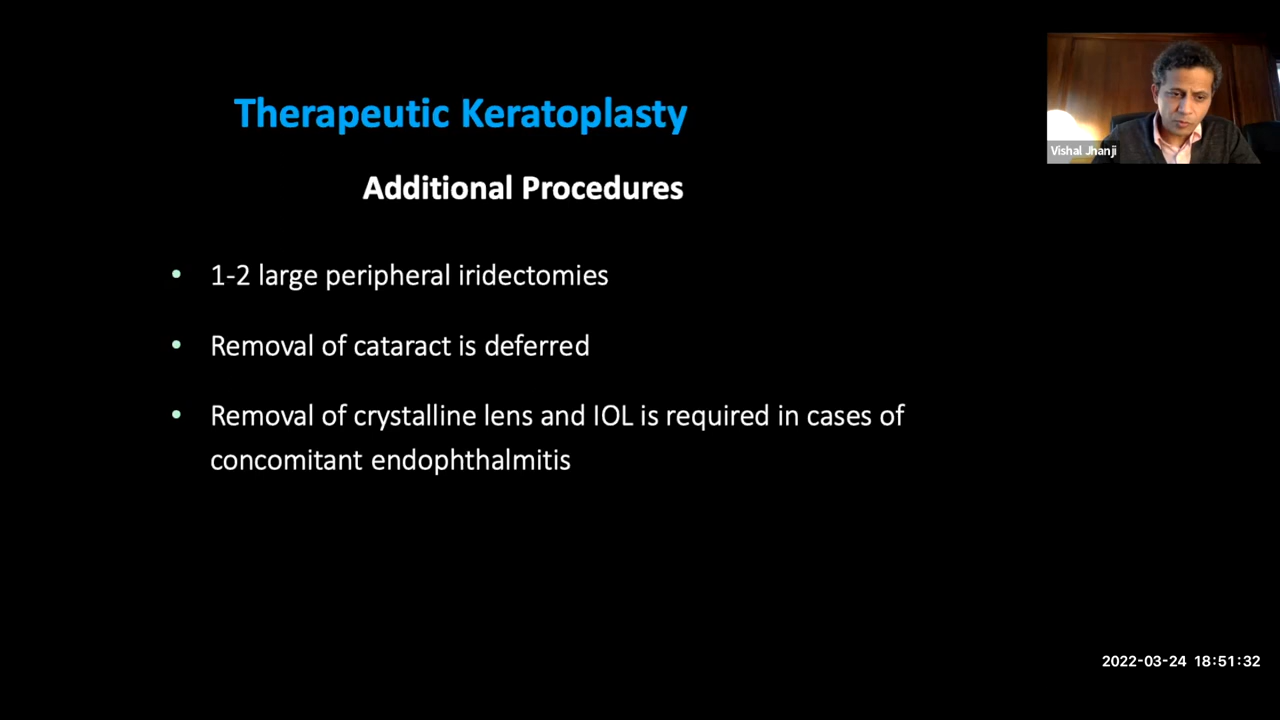 Therapeutic Keratoplasty
Vishal Jhanji
Additional Procedures
• 1-2 large peripheral iridectomies
• Removal of cataract is deferred
• Removal of crystalline lens and IOL is required in cases of
concomitant endophthalmitis
2022-03-24 18:51:32